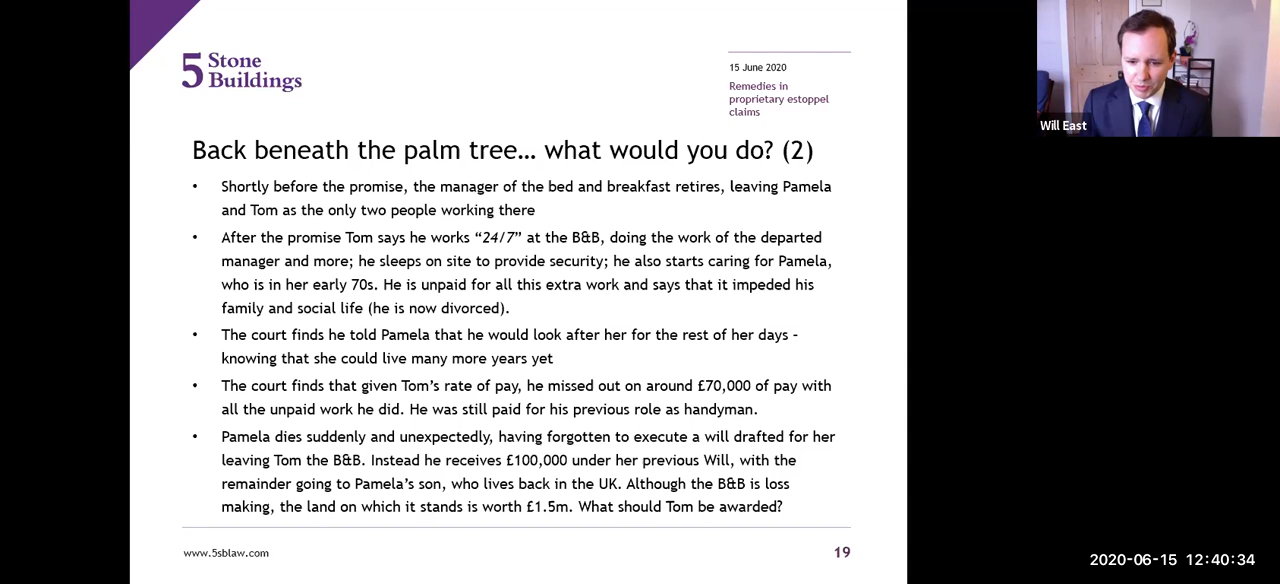 5 Stone
Buildings
15 June 2020
Remedies in
proprietary estoppel
claims
Will East
Back beneath the palm tree… what would you do? (2)
• Shortly before the promise, the manager of the bed and breakfast retires, leaving Pamela
and Tom as the only two people working there
• After the promise Tom says he works “24/7” at the B&B, doing the work of the departed
manager and more; he sleeps on site to provide security; he also starts caring for Pamela,
who is in her early 70s. He is unpaid for all this extra work and says that it impeded his
family and social life (he is now divorced).
• The court finds he told Pamela that he would look after her for the rest of her days –
knowing that she could live many more years yet
• The court finds that given Tom’s rate of pay, he missed out on around £70,000 of pay with
all the unpaid work he did. He was still paid for his previous role as handyman.
• Pamela dies suddenly and unexpectedly, having forgotten to execute a will drafted for her
leaving Tom the B&B. Instead he receives £100,000 under her previous Will, with the
remainder going to Pamela’s son, who lives back in the UK. Although the B&B is loss
making, the land on which it stands is worth £1.5m. What should Tom be awarded?
www.5sblaw.com
19
2020-06-15 12:40:34